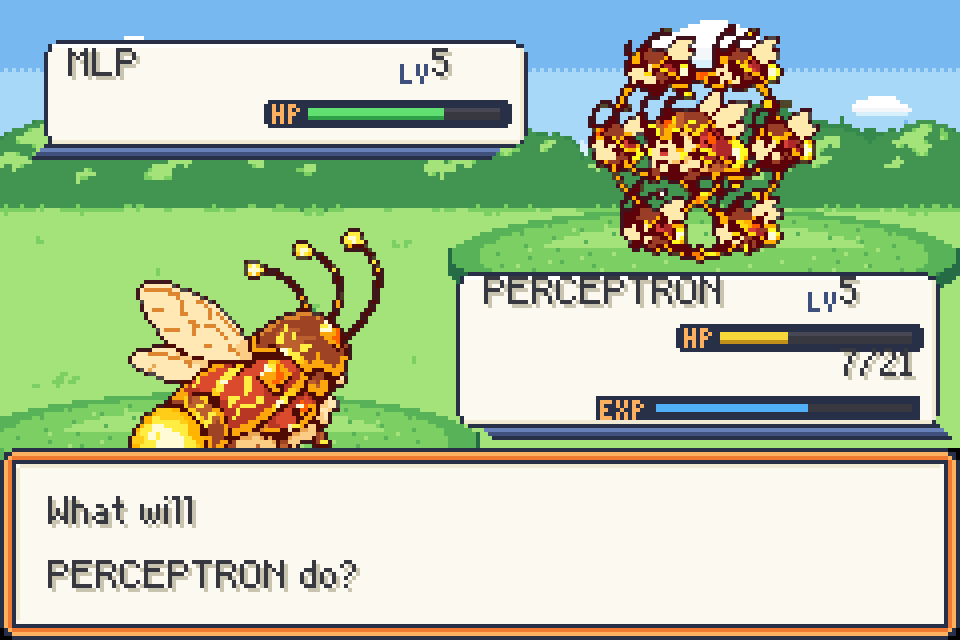 MLP Lv5
HP
PERCEPTRON Lv5
HP
7/21
EXP
What will
PERCEPTRON do?